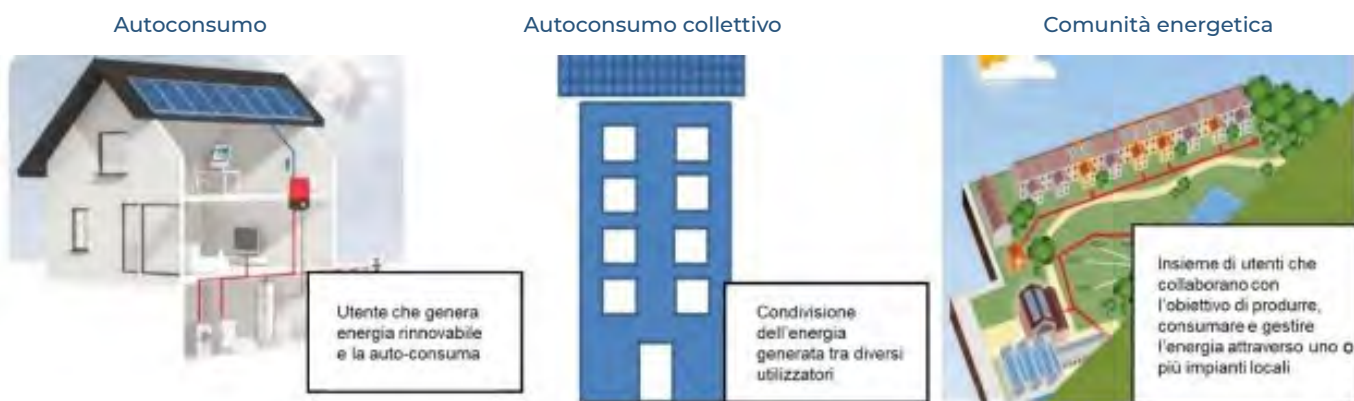 Autoconsumo
Autoconsumo collettivo
Comunità energetica
Utente che genera
energia rinnovabile
e la auto-consuma
Condivisione
dell'energia
generata tra diversi
utilizzatori
Insieme di utenti che
collaborano con
l'obiettivo di produrre,
consumare e gestire
l'energia attraverso uno o
più impianti locali